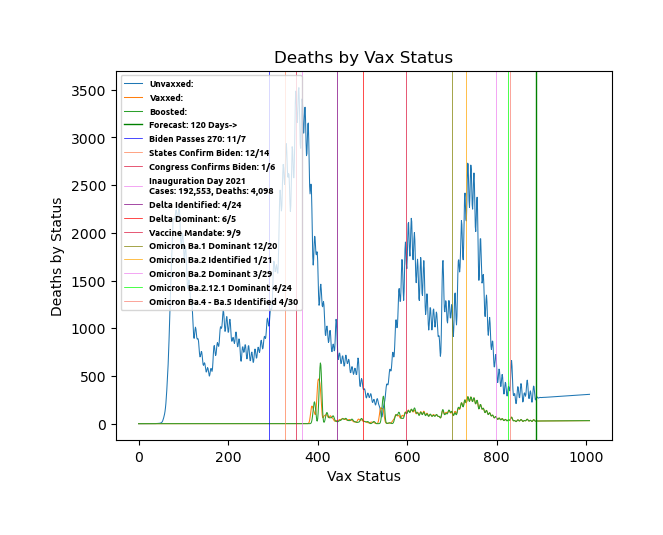 Deaths by Vax Status
Deaths by Status
3500
3000
2500
2000
1500
1000
500
0
Unvaxxed:
Vaxxed:
Boosted:
Forecast: 120 Days->
Biden Passes 270: 11/7
States Confirm Biden: 12/14
Congress Confirms Biden: 1/6
Inauguration Day 2021
Cases: 192,553, Deaths: 4,098
Delta Identified: 4/24
Delta Dominant: 6/5
Vaccine Mandate: 9/9
Omicron Ba.1 Dominant 12/20
Omicron Ba.2 Identified 1/21
Omicron Ba.2 Dominant 3/29
Omicron Ba.2.12.1 Dominant 4/24
Omicron Ba.4 - Ba.5 Identified 4/30
0 200 400 600 800 1000
Vax Status